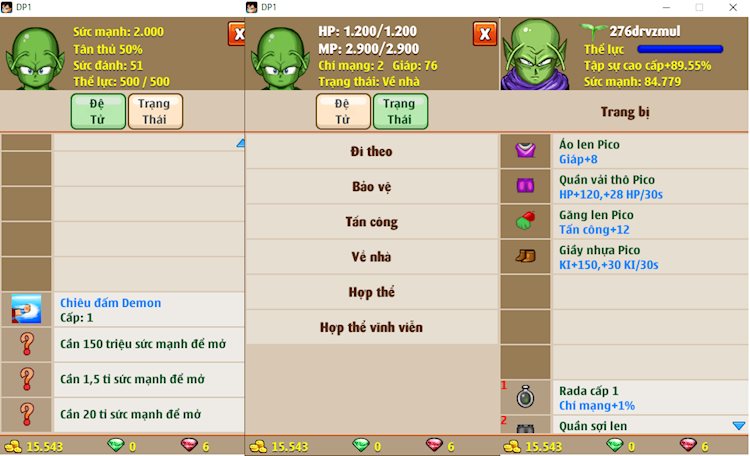 DP1
Sức mạnh: 2.000
Tân thủ 50%
Sức đánh: 51
Thể lực: 500 / 500
X
Đệ Tử
Trạng Thái
Chiêu đấm Demon
Cấp: 1
Cần 150 triệu sức mạnh để mở
Cần 1,5 tỉ sức mạnh để mở
Cần 20 tỉ sức mạnh để mở
15.543
0
6
DP1
HP: 1.200/1.200
MP: 2.900/2.900
Chí mạng: 2 Giáp: 76
Trạng thái: Về nhà
X
Đệ Tử
Trạng Thái
Đi theo
Bảo vệ
Tấn công
Về nhà
Hợp thể
Hợp thể vĩnh viễn
15.543
0
6
276drvzmul
Thể lực
Tập sự cao cấp+89.55%
Sức mạnh: 84.779
Trang bị
Áo len Pico
Giáp+8
Quần vải thô Pico
HP+120,+28 HP/30s
Găng len Pico
Tấn công+12
Giầy nhựa Pico
KI+150,+30 KI/30s
1
Rada cấp 1
Chí mạng+1%
2
Quần sợi len
15.543
0
6